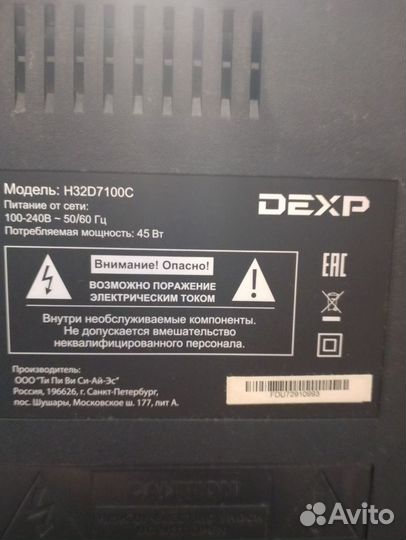 Модель: H32D7100C
DEXP
Питание от сети:
100-240В ~ 50/60 Гц
Потребляемая мощность: 45 Вт
Внимание! Опасно!
ВОЗМОЖНО ПОРАЖЕНИЕ
ЭЛЕКТРИЧЕСКИМ ТОКОМ
EAC
Внутри необслуживаемые компоненты.
Не допускается вмешательство
неквалифицированного персонала.
Производитель:
ООО "Ти Пи Ви Си-Ай-Эс"
Россия, 196626, г. Санкт-Петербург,
пос. Шушары, Московское ш. 177, лит А.
FDU72910993
CAUTION
Avito